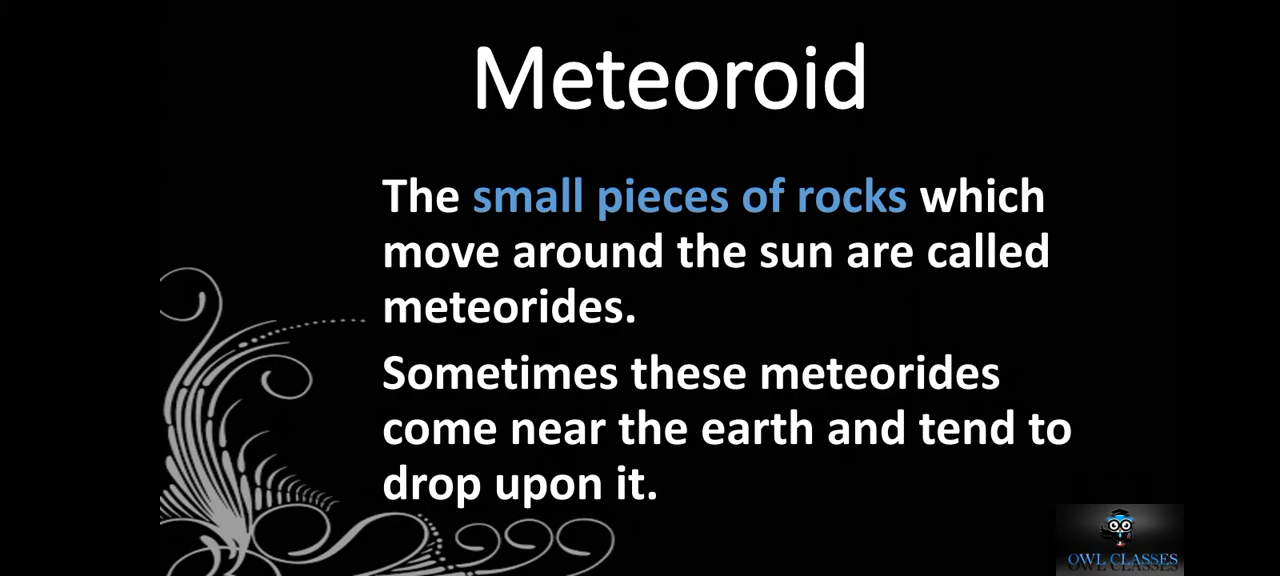 Meteoroid
The small pieces of rocks which
move around the sun are called
meteorides.
Sometimes these meteorides
come near the earth and tend to
drop upon it.
OWL CLASSES